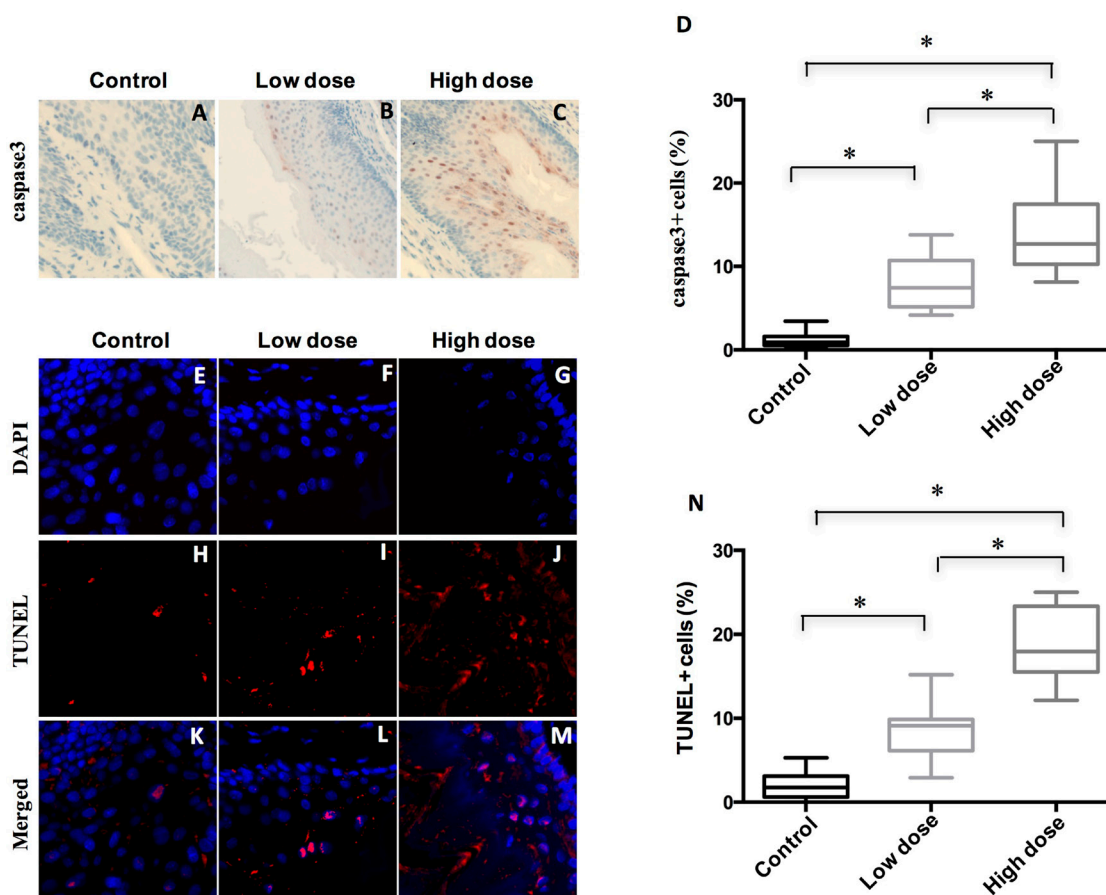 Control Low dose High dose
caspase3
A B C
D
*
*
*
caspase3+ cells (%)
30
20
10
0
Control Low dose High dose
Control Low dose High dose
DAPI
E F G
TUNEL
H I J
Merged
K L M
N
*
*
*
TUNEL+ cells (%)
30
20
10
0
Control Low dose High dose